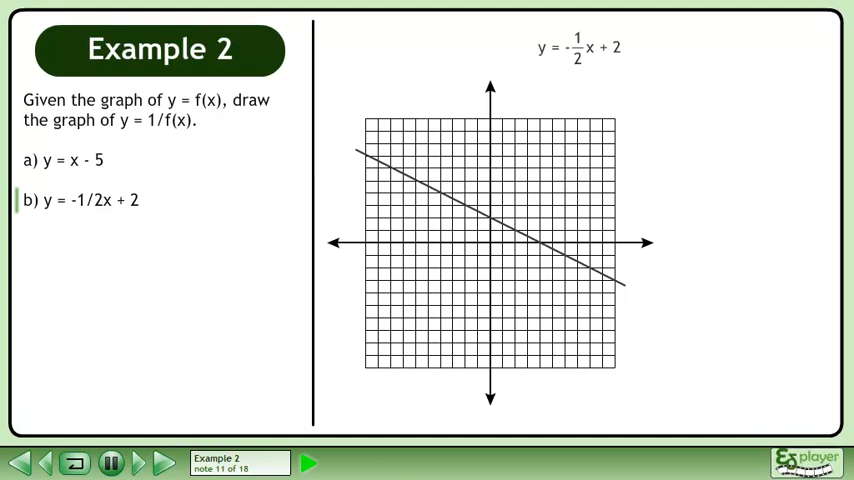 Example 2
Given the graph of y = f(x), draw
the graph of y = 1/f(x).
a) y = x - 5
b) y = -1/2x + 2
y = -1/2 x + 2
Example 2
note 11 of 18
player